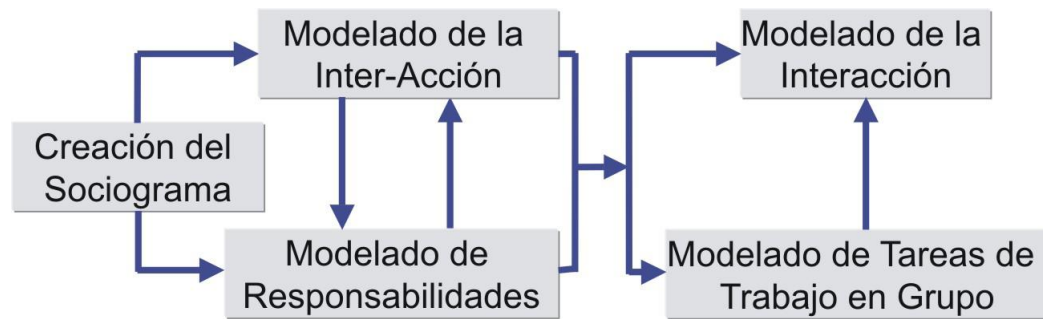 Creación del
Sociograma
Modelado de la
Inter-Acción
Modelado de
Responsabilidades
Modelado de la
Interacción
Modelado de Tareas de
Trabajo en Grupo